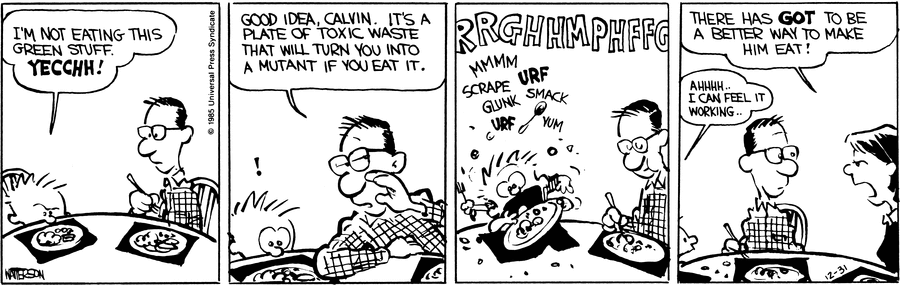 I'M NOT EATING THIS
GREEN STUFF.
YECCHH!
© 1985 Universal Press Syndicate
WATTERSON
GOOD IDEA, CALVIN. IT'S A
PLATE OF TOXIC WASTE
THAT WILL TURN YOU INTO
A MUTANT IF YOU EAT IT.
!
RRGHHMPHFFG
MMMM
URF
SCRAPE
SMACK
GLUNK
URF
YUM
THERE HAS GOT TO BE
A BETTER WAY TO MAKE
HIM EAT!
AHHHH..
I CAN FEEL IT
WORKING..
12-31